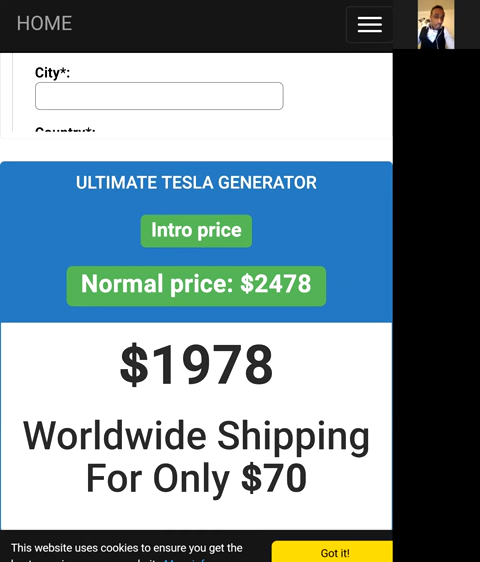 HOME
City*:
ULTIMATE TESLA GENERATOR
Intro price
Normal price: $2478
$1978
Worldwide Shipping
For Only $70
This website uses cookies to ensure you get the
Got it!